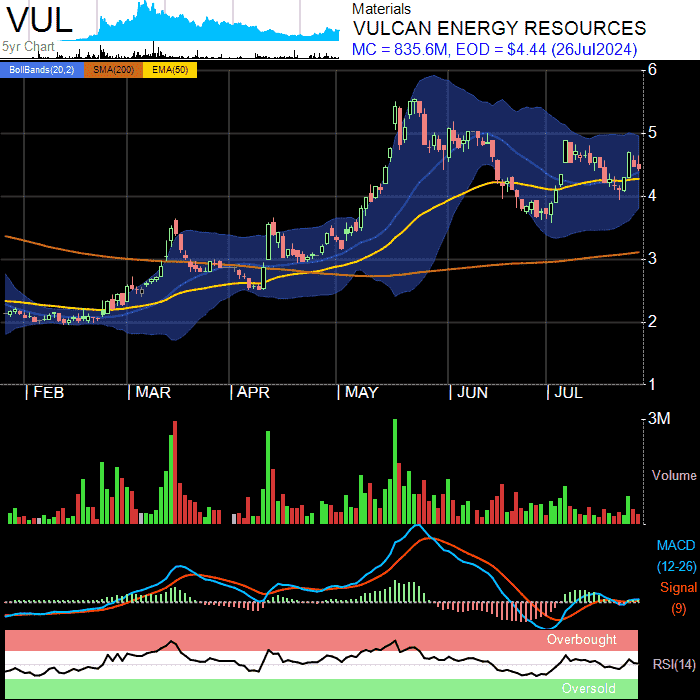 VUL
5yr Chart
Materials
VULCAN ENERGY RESOURCES
MC = 835.6M, EOD = $4.44 (26Jul2024)
BollBands(20,2) SMA(200) EMA(50)
6
5
4
3
2
1
| FEB | MAR | APR | MAY | JUN | JUL
3M
Volume
MACD
(12-26)
Signal
(9)
Overbought
RSI(14)
Oversold